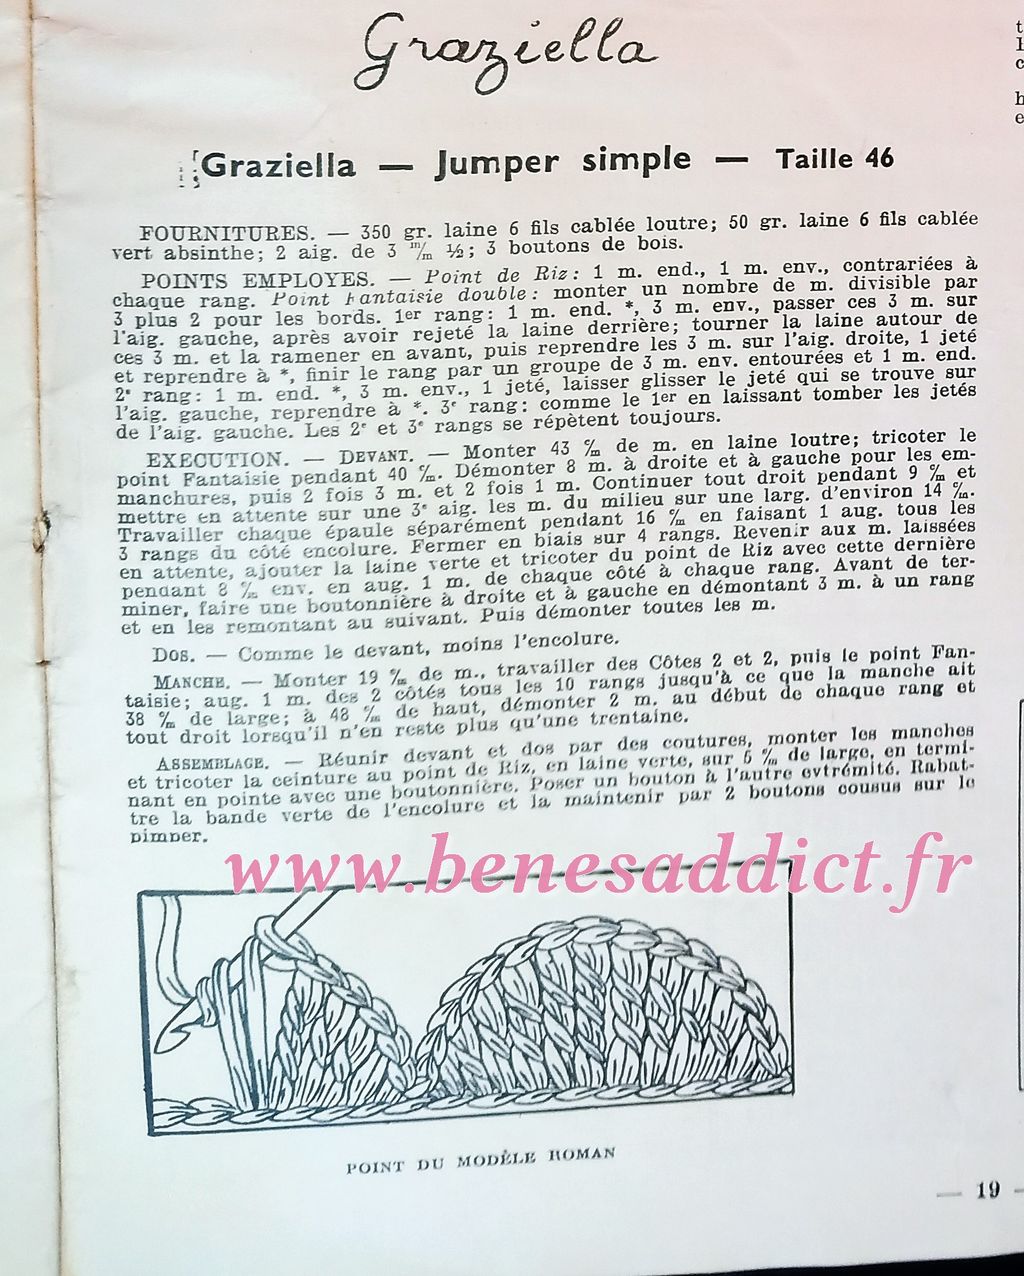 Graziella
Graziella — Jumper simple — Taille 46
FOURNITURES. — 350 gr. laine 6 fils cablée loutre; 50 gr. laine 6 fils cablée
vert absinthe; 2 aig. de 3 m/m ½; 3 boutons de bois.
POINTS EMPLOYES. — Point de Riz: 1 m. end., 1 m. env., contrariées à
chaque rang. Point Fantaisie double: monter un nombre de m. divisible par
3 plus 2 pour les bords. 1er rang: 1 m. end. *, 3 m. env., passer ces 3 m. sur
l'aig. gauche, après avoir rejeté la laine derrière; tourner la laine autour de
ces 3 m. et la ramener en avant, puis reprendre les 3 m. sur l'aig. droite, 1 jeté
et reprendre à *, finir le rang par un groupe de 3 m. env. entourées et 1 m. end.
2e rang: 1 m. end. *, 3 m. env., 1 jeté, laisser glisser le jeté qui se trouve sur
l'aig. gauche, reprendre à *. 3e rang: comme le 1er en laissant tomber les jetés
de l'aig. gauche. Les 2e et 3e rangs se répètent toujours.
EXECUTION. — DEVANT. — Monter 43 c/m de m. en laine loutre; tricoter le
point Fantaisie pendant 40 c/m. Démonter 8 m. à droite et à gauche pour les em-
manchures, puis 2 fois 3 m. et 2 fois 1 m. Continuer tout droit pendant 9 c/m et
mettre en attente sur une 3e aig. les m. du milieu sur une larg. d'environ 14 c/m.
Travailler chaque épaule séparément pendant 16 c/m en faisant 1 aug. tous les
3 rangs du côté encolure. Fermer en biais sur 4 rangs. Revenir aux m. laissées
en attente, ajouter la laine verte et tricoter du point de Riz avec cette dernière
pendant 8 c/m env. en aug. 1 m. de chaque côté à chaque rang. Avant de ter-
miner, faire une boutonnière à droite et à gauche en démontant 3 m. à un rang
et en les remontant au suivant. Puis démonter toutes les m.
DOS. — Comme le devant, moins l'encolure.
MANCHE. — Monter 19 c/m de m., travailler des Côtes 2 et 2, puis le point Fan-
taisie; aug. 1 m. des 2 côtés tous les 10 rangs jusqu'à ce que la manche ait
38 c/m de large; à 48 c/m de haut, démonter 2 m. au début de chaque rang et
tout droit lorsqu'il n'en reste plus qu'une trentaine.
ASSEMBLAGE. — Réunir devant et dos par des coutures, monter les manches
et tricoter la ceinture au point de Riz, en laine verte, sur 5 c/m de large, en termi-
nant en pointe avec une boutonnière. Poser un bouton à l'autre extrémité. Rabat-
tre la bande verte de l'encolure et la maintenir par 2 boutons cousus sur le
pimper.
www.benesaddict.fr
POINT DU MODÈLE ROMAN
— 19 —